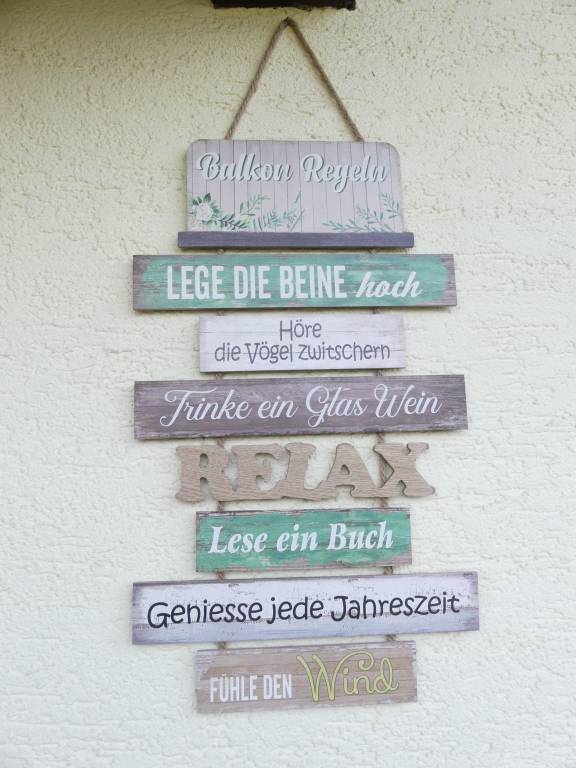 Balkon Regeln
LEGE DIE BEINE hoch
Höre
die Vögel zwitschern
Trinke ein Glas Wein
RELAX
Lese ein Buch
Geniesse jede Jahreszeit
FÜHLE DEN Wind